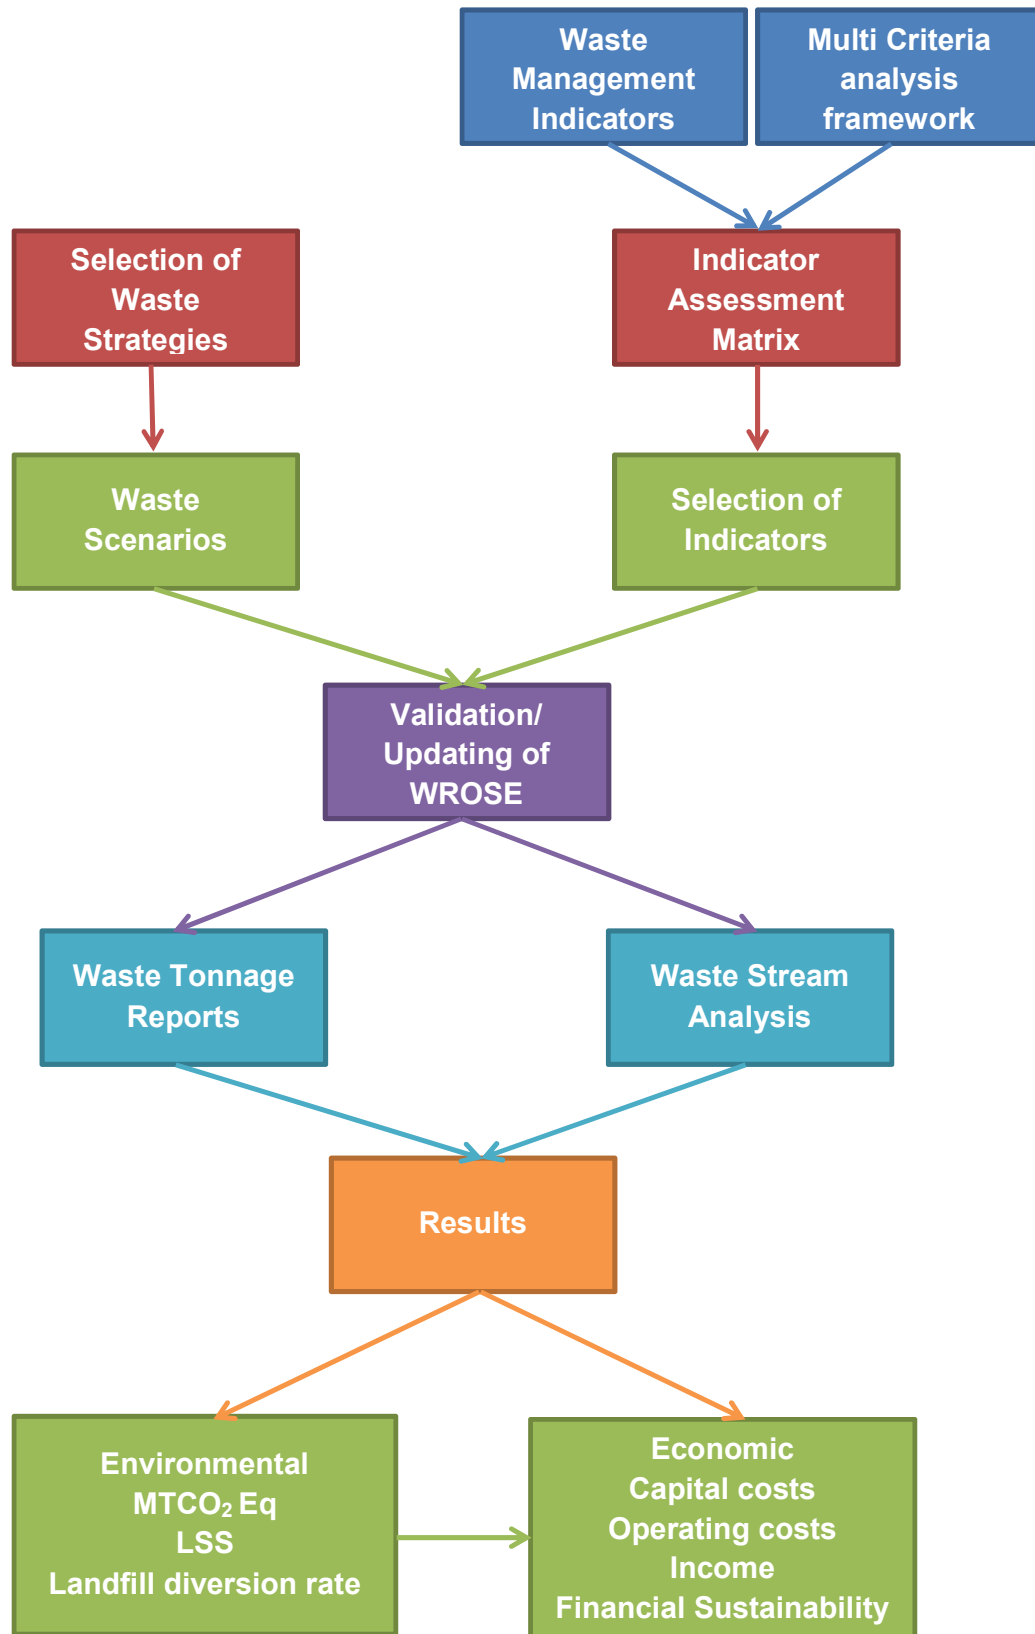 Waste
Management
Indicators
Multi Criteria
analysis
framework
Selection of
Waste
Strategies
Indicator
Assessment
Matrix
Waste
Scenarios
Selection of
Indicators
Validation/
Updating of
WROSE
Waste Tonnage
Reports
Waste Stream
Analysis
Results
Environmental
MTCO₂ Eq
LSS
Landfill diversion rate
Economic
Capital costs
Operating costs
Income
Financial Sustainability